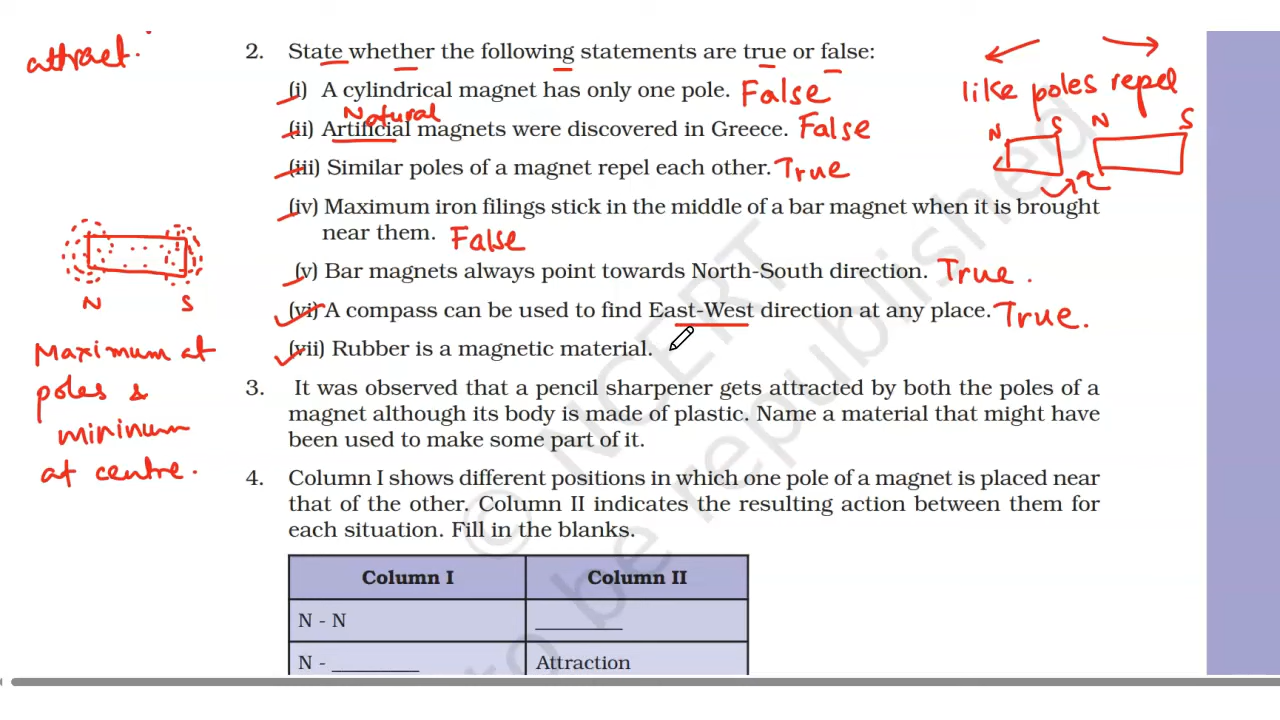 attract.
2. State whether the following statements are true or false:
(i) A cylindrical magnet has only one pole. False
Natural
(ii) Artificial magnets were discovered in Greece. False
(iii) Similar poles of a magnet repel each other. True
(iv) Maximum iron filings stick in the middle of a bar magnet when it is brought
near them. False
(v) Bar magnets always point towards North-South direction. True.
(vi) A compass can be used to find East-West direction at any place. True.
(vii) Rubber is a magnetic material.
like poles repel
N S N S
N S
Maximum at
poles &
mininum
at centre.
3. It was observed that a pencil sharpener gets attracted by both the poles of a
magnet although its body is made of plastic. Name a material that might have
been used to make some part of it.
4. Column I shows different positions in which one pole of a magnet is placed near
that of the other. Column II indicates the resulting action between them for
each situation. Fill in the blanks.
Column I Column II
N - N ________
N - ________ Attraction
© NCERT
to be republished